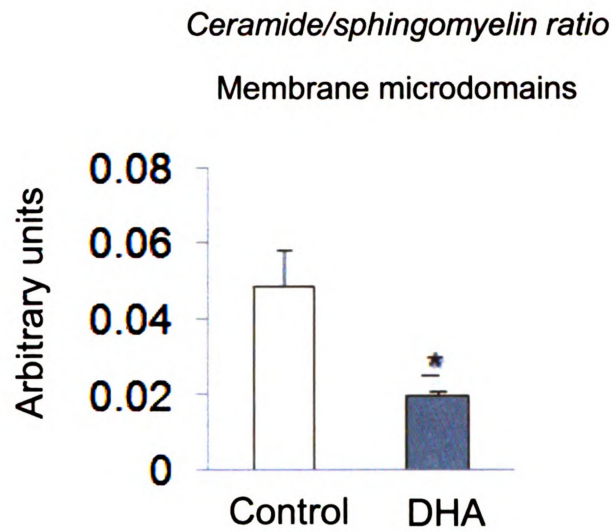 Ceramide/sphingomyelin ratio
Membrane microdomains
Arbitrary units
0.08
0.06
0.04
0.02
0
*
Control DHA